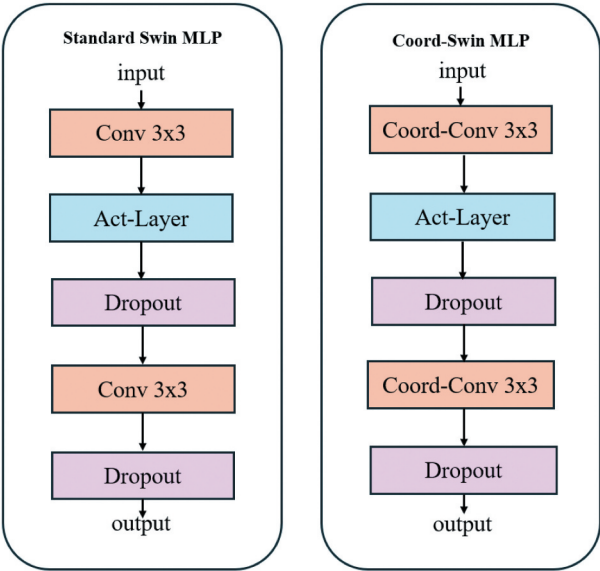 Standard Swin MLP
input
Conv 3x3
Act-Layer
Dropout
Conv 3x3
Dropout
output
Coord-Swin MLP
input
Coord-Conv 3x3
Act-Layer
Dropout
Coord-Conv 3x3
Dropout
output